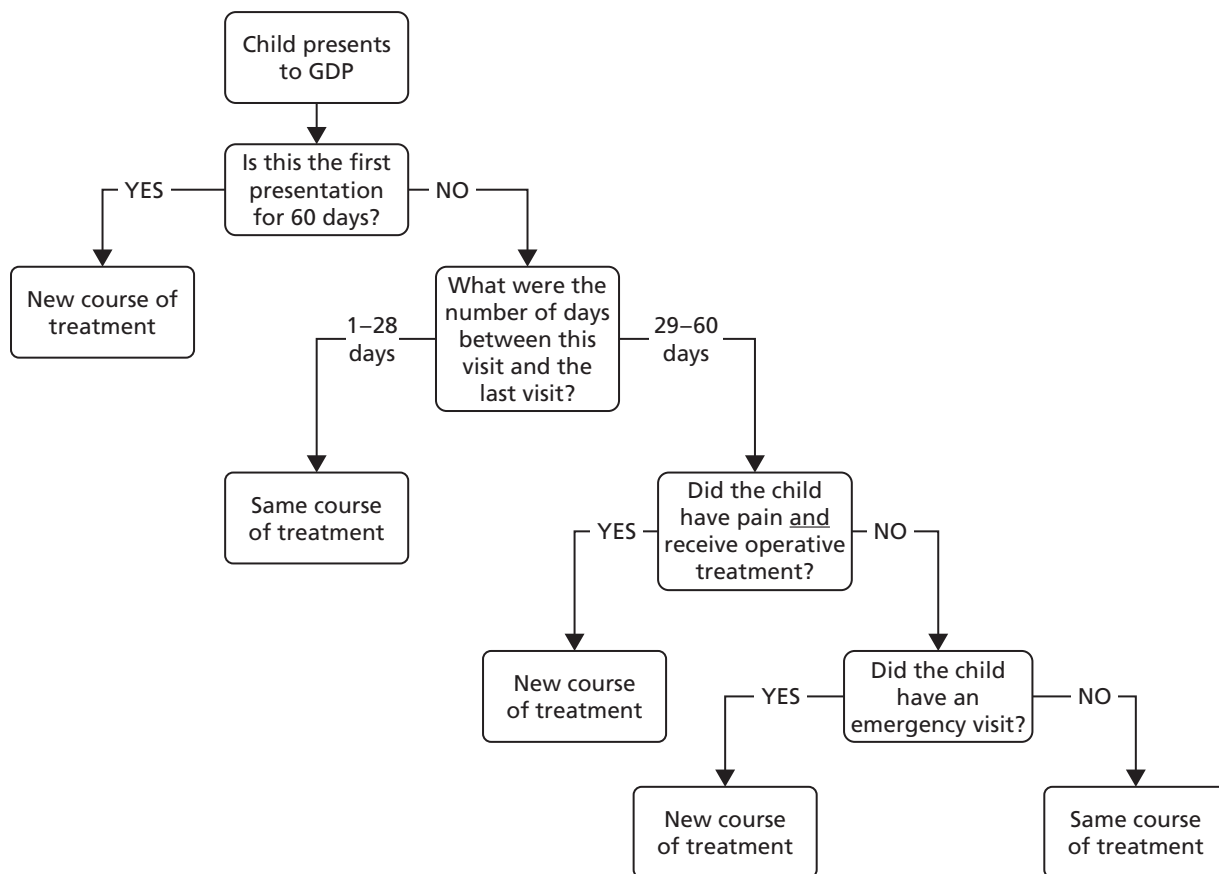 Child presents
to GDP
Is this the first
presentation
for 60 days?
YES
NO
New course of
treatment
What were the
number of days
between this
visit and the
last visit?
1–28
days
29–60
days
Same course
of treatment
Did the child
have pain and
receive operative
treatment?
YES
NO
New course
of treatment
Did the child
have an
emergency visit?
YES
NO
New course
of treatment
Same course
of treatment